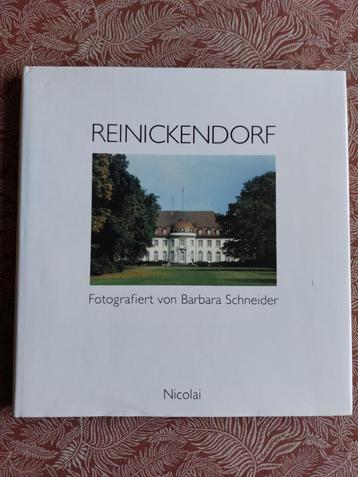 REINICKENDORF
Fotografiert von Barbara Schneider
Nicolai